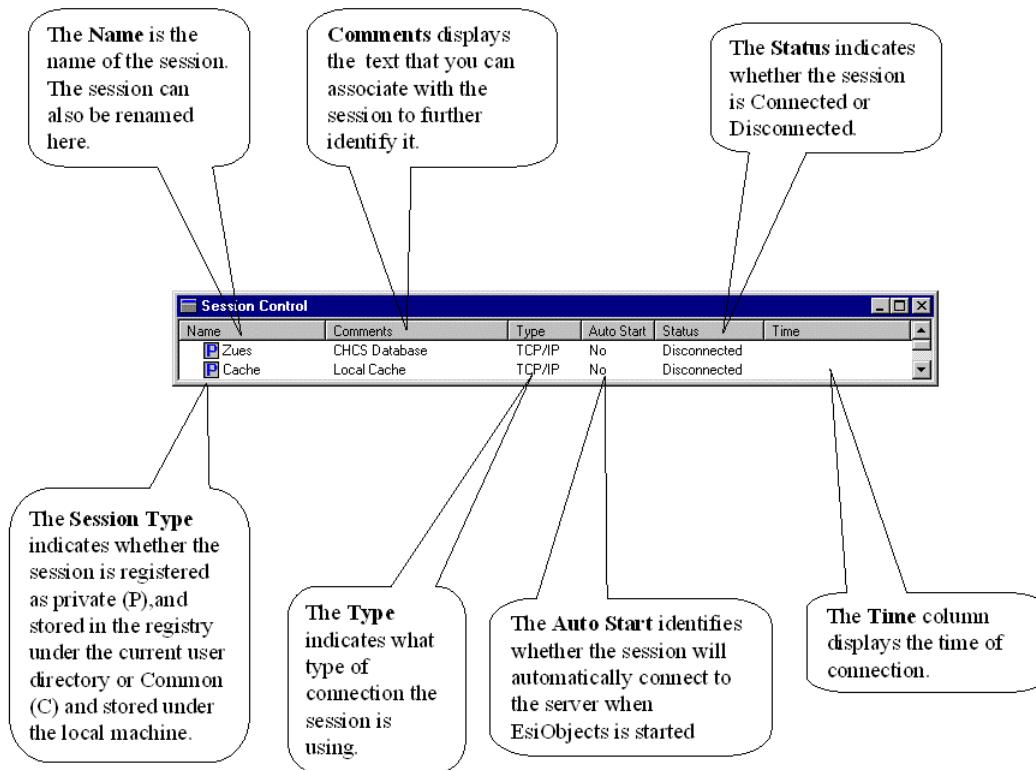 The Name is the
name of the session.
The session can
also be renamed
here.
Comments displays
the text that you can
associate with the
session to further
identify it.
The Status indicates
whether the session
is Connected or
Disconnected.
Session Control
Name Comments Type Auto Start Status Time
P Zues CHCS Database TCP/IP No Disconnected
P Cache Local Cache TCP/IP No Disconnected
The Session Type
indicates whether the
session is registered
as private (P),and
stored in the registry
under the current user
directory or Common
(C) and stored under
the local machine.
The Type
indicates what
type of
connection the
session is
using.
The Auto Start identifies
whether the session will
automatically connect to
the server when
EsiObjects is started
The Time column
displays the time of
connection.